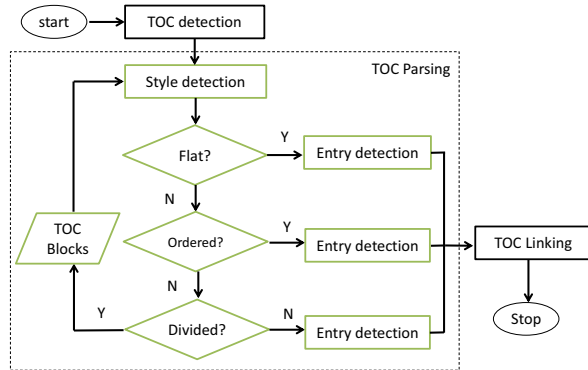 start
TOC detection
TOC Parsing
Style detection
Flat?
Y
Entry detection
N
TOC
Blocks
Ordered?
Y
Entry detection
TOC Linking
N
Y
Divided?
N
Entry detection
Stop